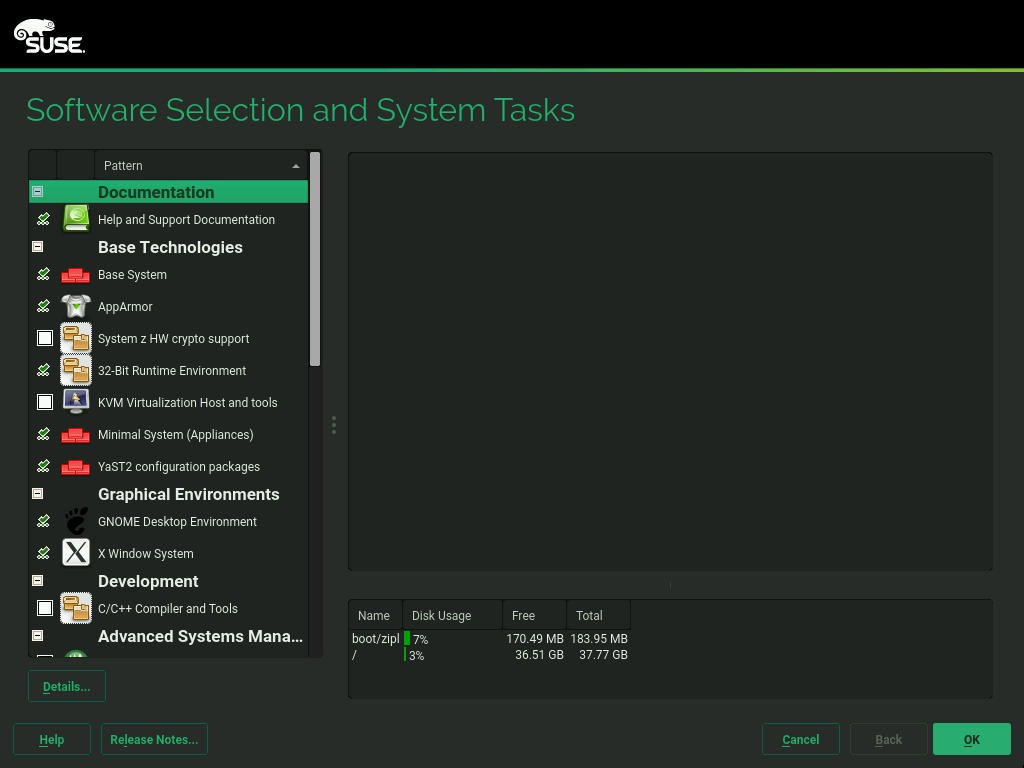 SUSE.
Software Selection and System Tasks
Pattern
Documentation
Help and Support Documentation
Base Technologies
Base System
AppArmor
System z HW crypto support
32-Bit Runtime Environment
KVM Virtualization Host and tools
Minimal System (Appliances)
YaST2 configuration packages
Graphical Environments
GNOME Desktop Environment
X Window System
Development
C/C++ Compiler and Tools
Advanced Systems Mana...
Name Disk Usage Free Total
boot/zipl 7% 170.49 MB 183.95 MB
/ 3% 36.51 GB 37.77 GB
Details...
Help Release Notes... Cancel Back OK